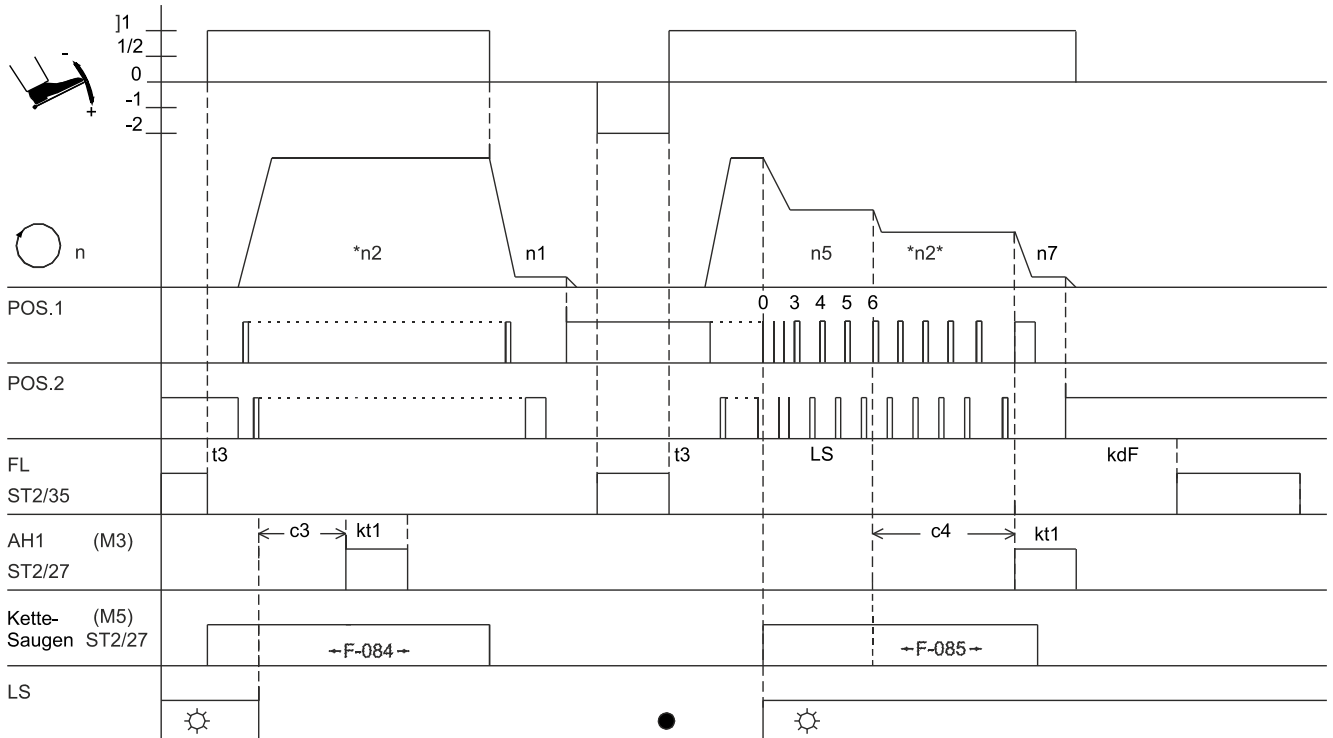 ]1
1/2
0
-1
-2
-
+
n
*n2
n1
n5
*n2*
n7
POS.1
0 3 4 5 6
POS.2
FL
ST2/35
t3
t3
LS
kdF
AH1 (M3)
ST2/27
c3
kt1
c4
kt1
Kette- (M5)
Saugen ST2/27
F-084
F-085
LS